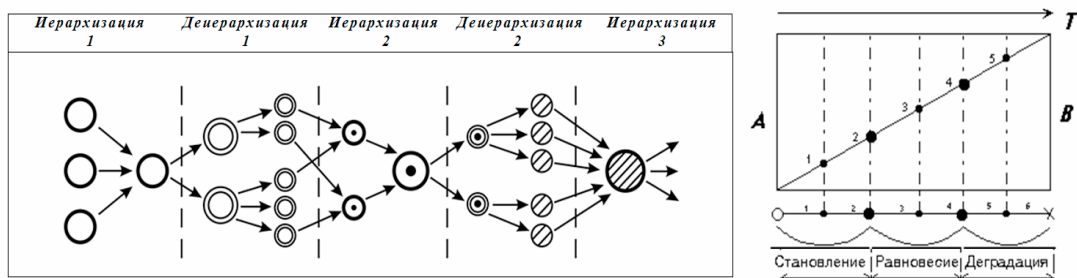 Иерархизация 1
Деиерархизация 1
Иерархизация 2
Деиерархизация 2
Иерархизация 3
T
A
B
1
2
3
4
5
1 2 3 4 5 6
Становление Равновесие Деградация